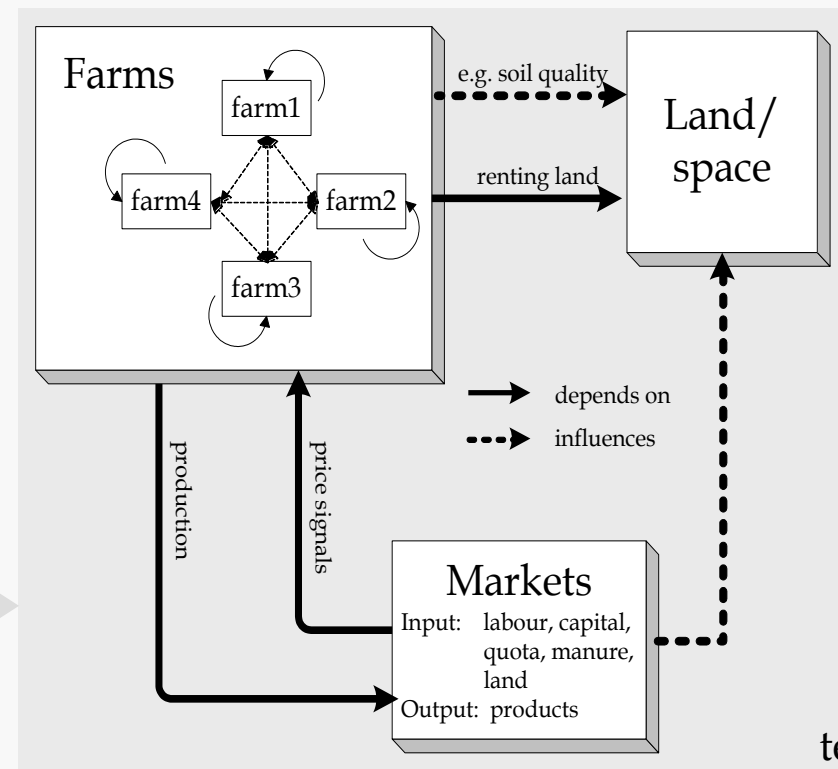 Farms
farm1
farm4
farm2
farm3
e.g. soil quality
renting land
Land/
space
depends on
influences
production
price signals
Markets
Input: labour, capital,
quota, manure,
land
Output: products